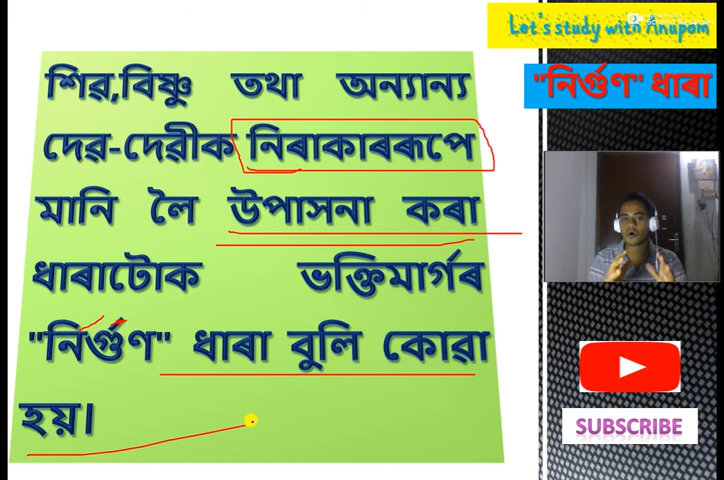 Let's study with Anupom
"নিৰ্গুণ" ধাৰা
শিৱ,বিষ্ণু তথা অন্যান্য
দেৱ-দেৱীক নিৰাকাৰৰূপে
মানি লৈ উপাসনা কৰা
ধাৰাটোক ভক্তিমাৰ্গৰ
"নিৰ্গুণ" ধাৰা বুলি কোৱা
হয়।
SUBSCRIBE